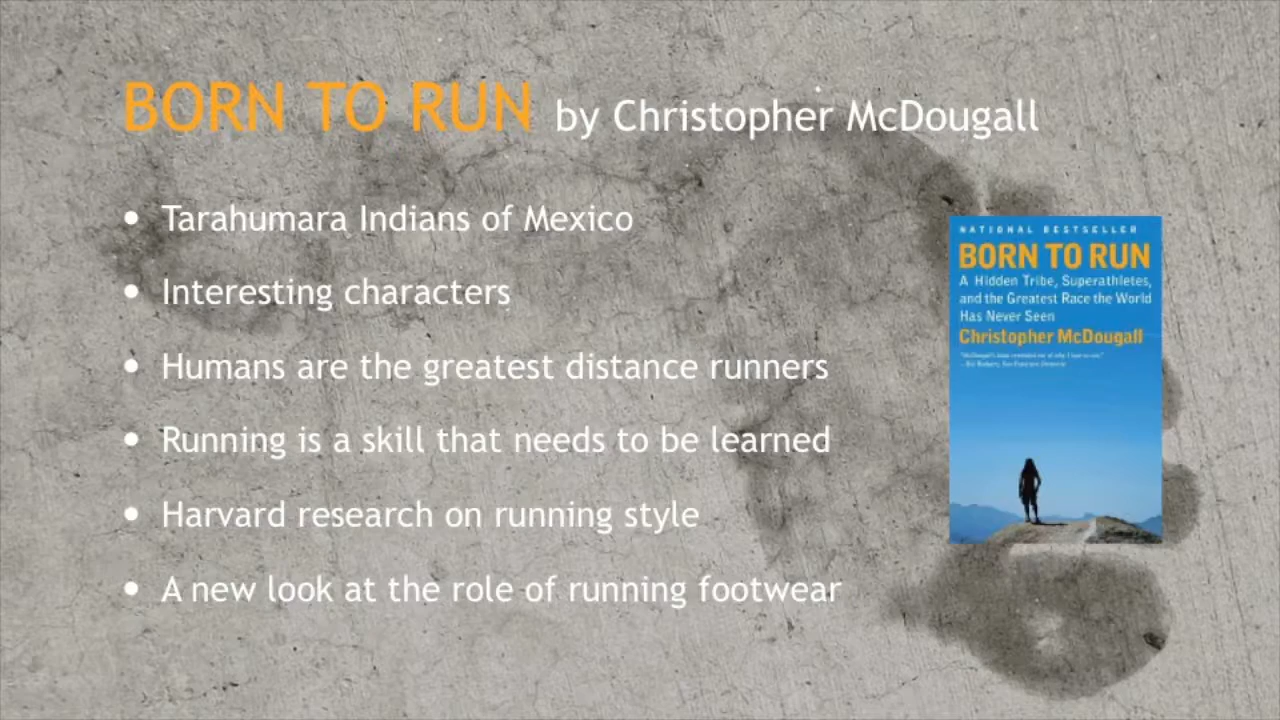 BORN TO RUN by Christopher McDougall
• Tarahumara Indians of Mexico
• Interesting characters
• Humans are the greatest distance runners
• Running is a skill that needs to be learned
• Harvard research on running style
• A new look at the role of running footwear
NATIONAL BESTSELLER
BORN TO RUN
A Hidden Tribe, Superathletes,
and the Greatest Race the World
Has Never Seen
Christopher McDougall